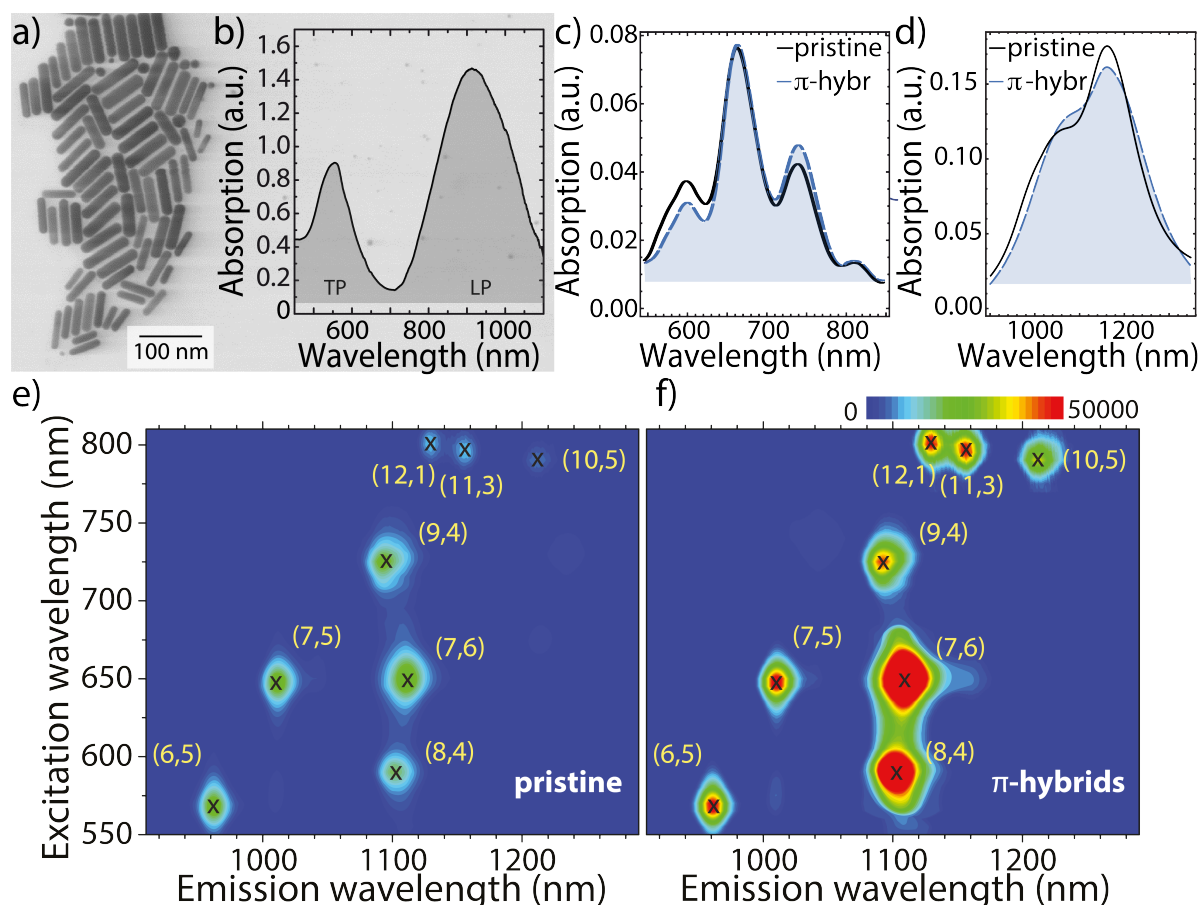 a)
100 nm
b)
Absorption (a.u.)
1.6
1.4
1.2
1.0
0.8
0.6
0.4
0.2
0
TP
LP
600
800
1000
Wavelength (nm)
c)
Absorption (a.u.)
0.08
0.06
0.04
0.02
0.00
pristine
π-hybr
600
700
800
Wavelength (nm)
d)
Absorption (a.u.)
0.15
0.10
0.05
0.00
pristine
π-hybr
1000
1200
Wavelength (nm)
e)
Excitation wavelength (nm)
800
750
700
650
600
550
(12,1)
(11,3)
(10,5)
(9,4)
(7,5)
(7,6)
(6,5)
(8,4)
pristine
1000
1100
1200
Emission wavelength (nm)
f)
0
50000
(12,1)
(11,3)
(10,5)
(9,4)
(7,5)
(7,6)
(6,5)
(8,4)
π-hybrids
1000
1100
1200
Emission wavelength (nm)